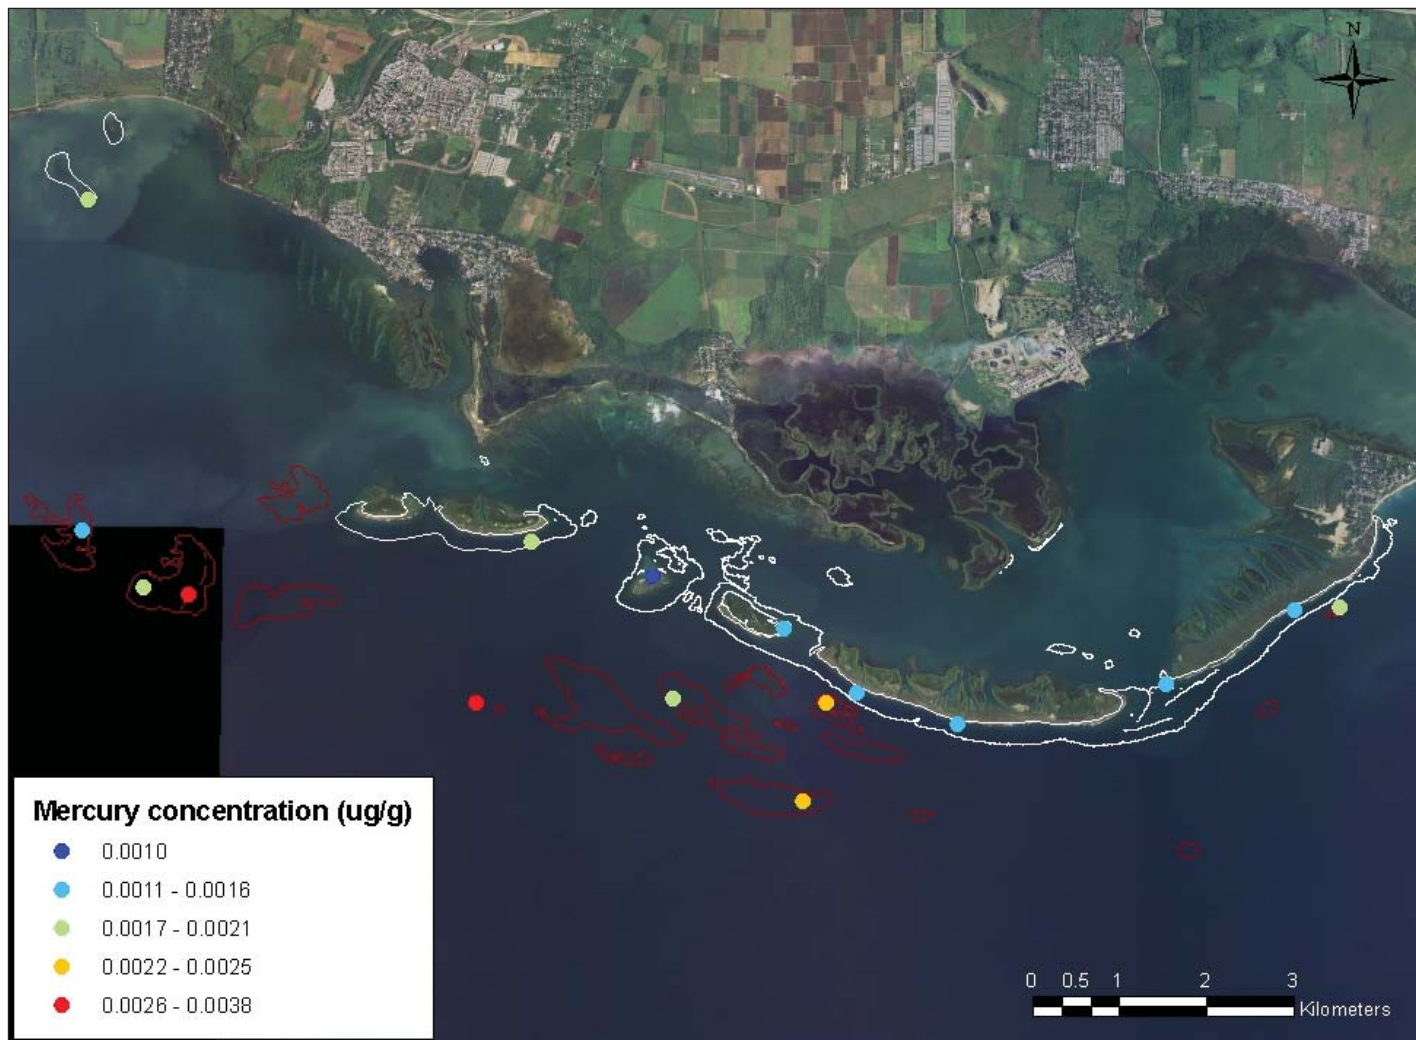 N
Mercury concentration (ug/g)
0.0010
0.0011 - 0.0016
0.0017 - 0.0021
0.0022 - 0.0025
0.0026 - 0.0038
0 0.5 1 2 3
Kilometers